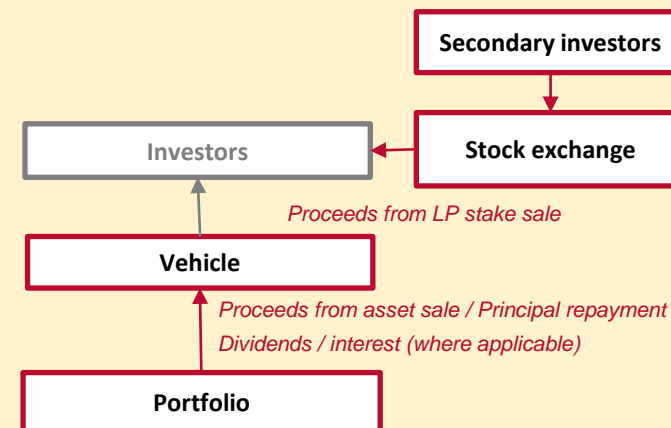 Secondary investors
Investors
Stock exchange
Proceeds from LP stake sale
Vehicle
Proceeds from asset sale / Principal repayment
Dividends / interest (where applicable)
Portfolio